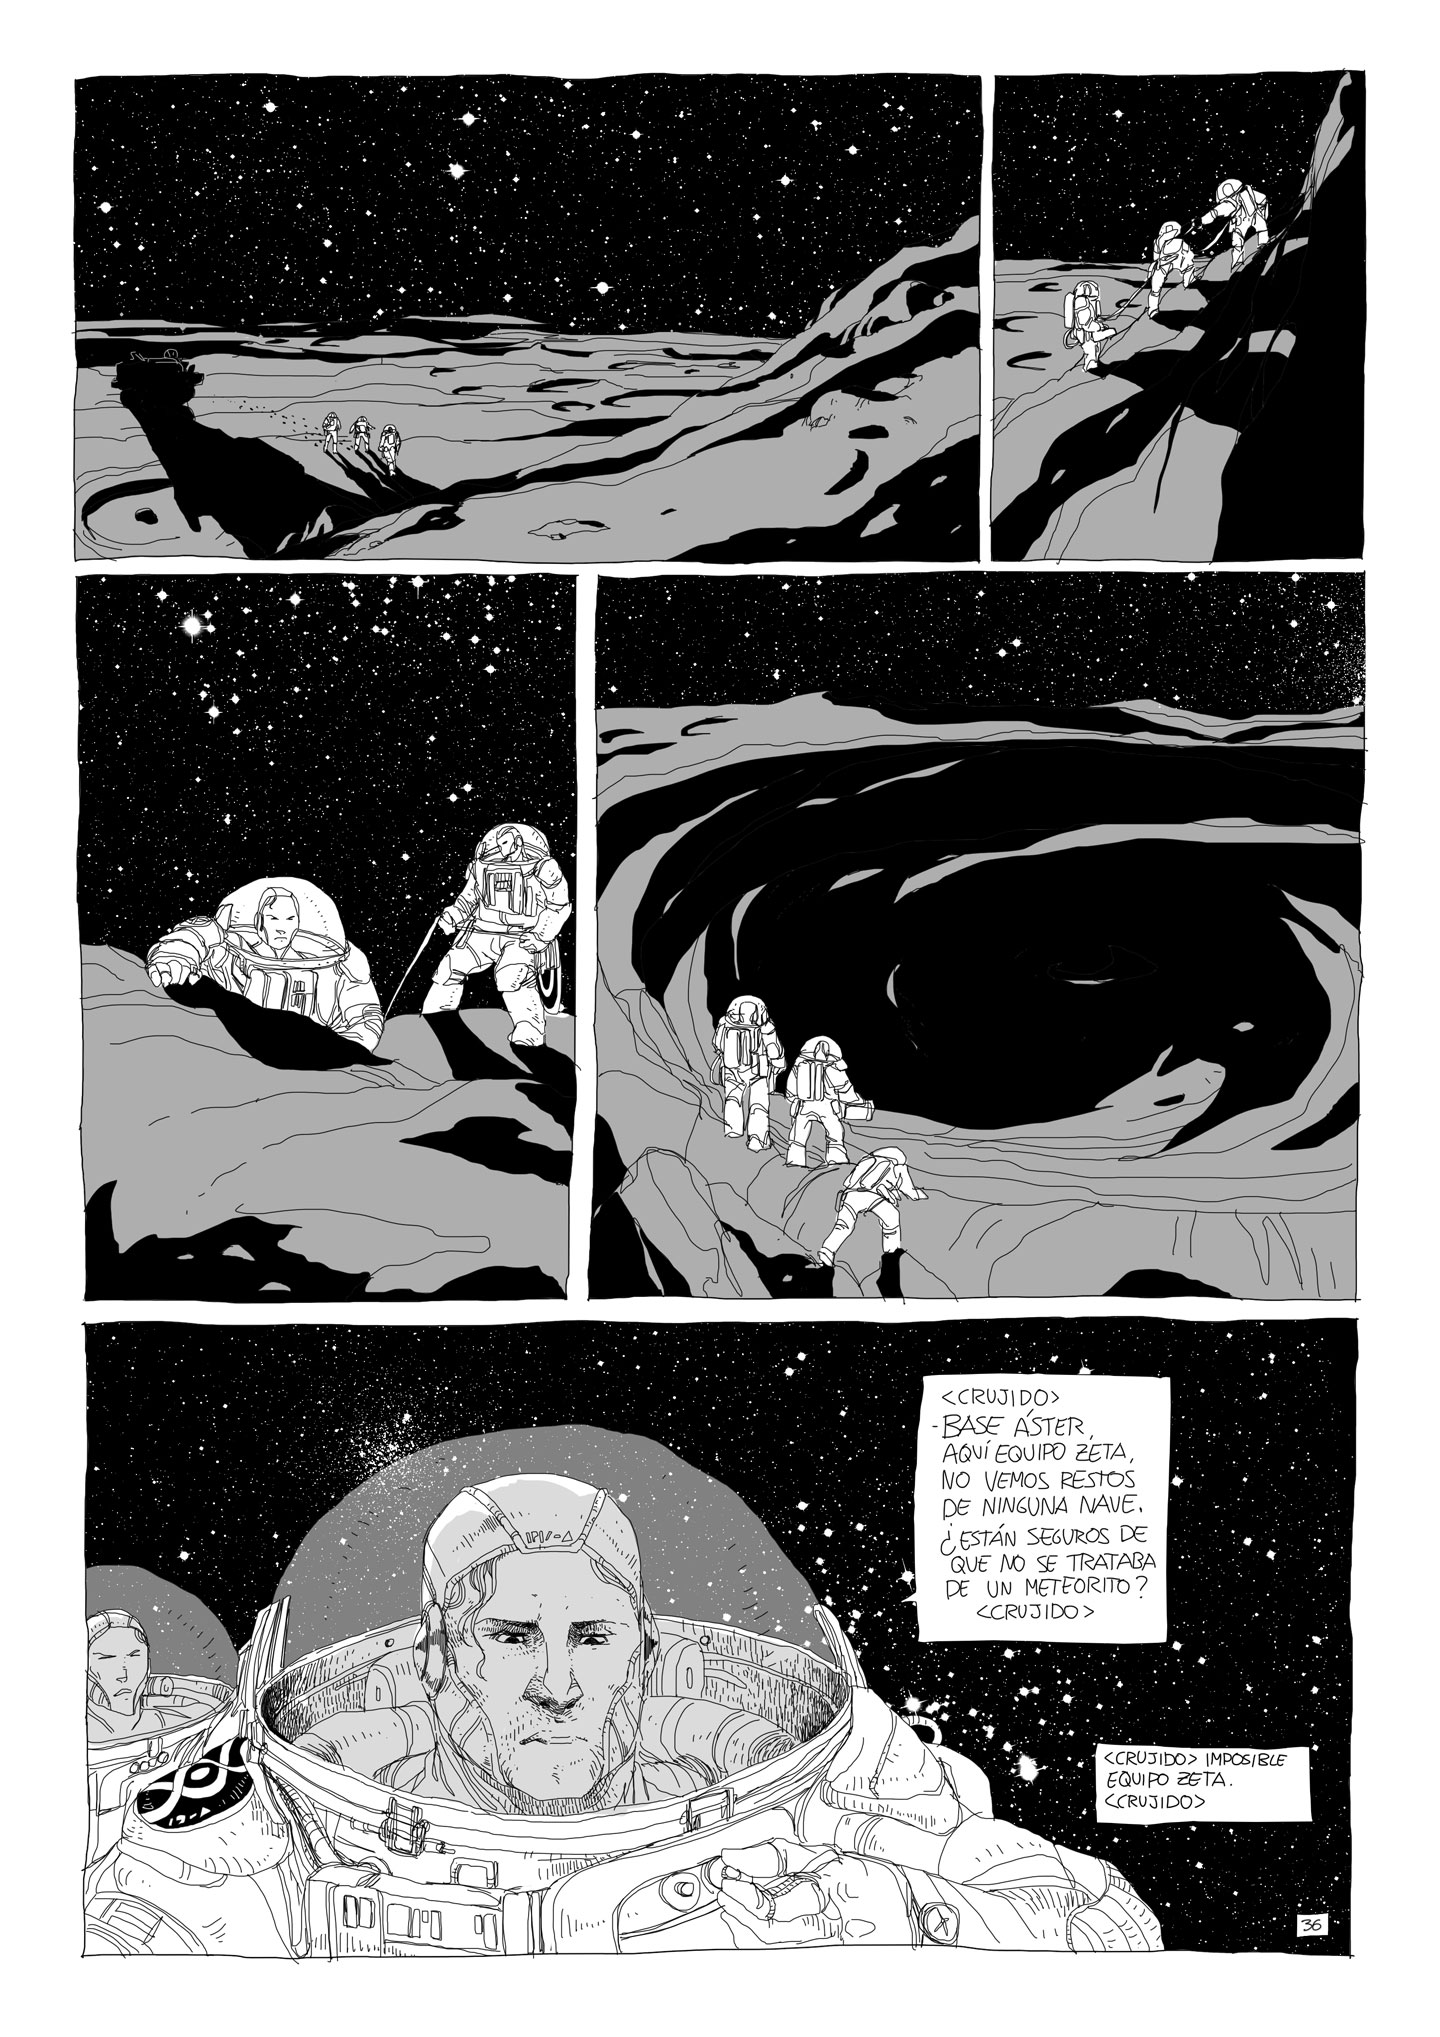 <CRUJIDO>
-BASE ÁSTER,
AQUÍ EQUIPO ZETA,
NO VEMOS RESTOS
DE NINGUNA NAVE.
¿ESTÁN SEGUROS DE
QUE NO SE TRATABA
DE UN METEORITO?
<CRUJIDO>
<CRUJIDO> IMPOSIBLE
EQUIPO ZETA.
<CRUJIDO>
36